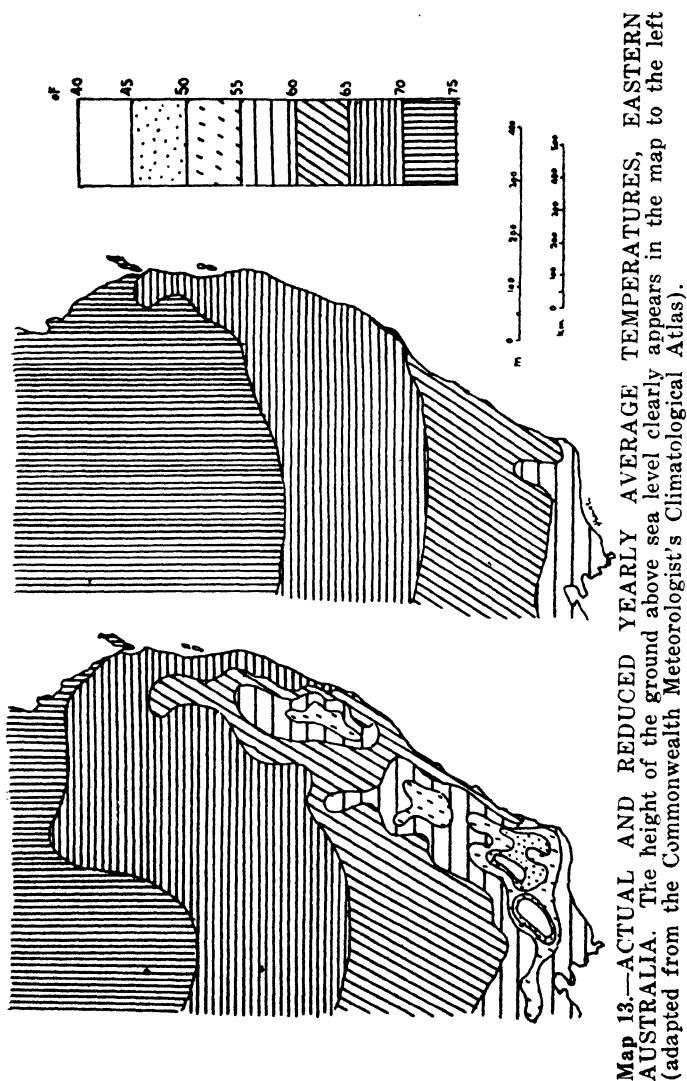 °F
40
45
50
55
60
65
70
75
m 0 100 200 300 400
km 0 100 200 300 400 500
Map 13.—ACTUAL AND REDUCED YEARLY AVERAGE TEMPERATURES, EASTERN
AUSTRALIA. The height of the ground above sea level clearly appears in the map to the left
(adapted from the Commonwealth Meteorologist's Climatological Atlas).